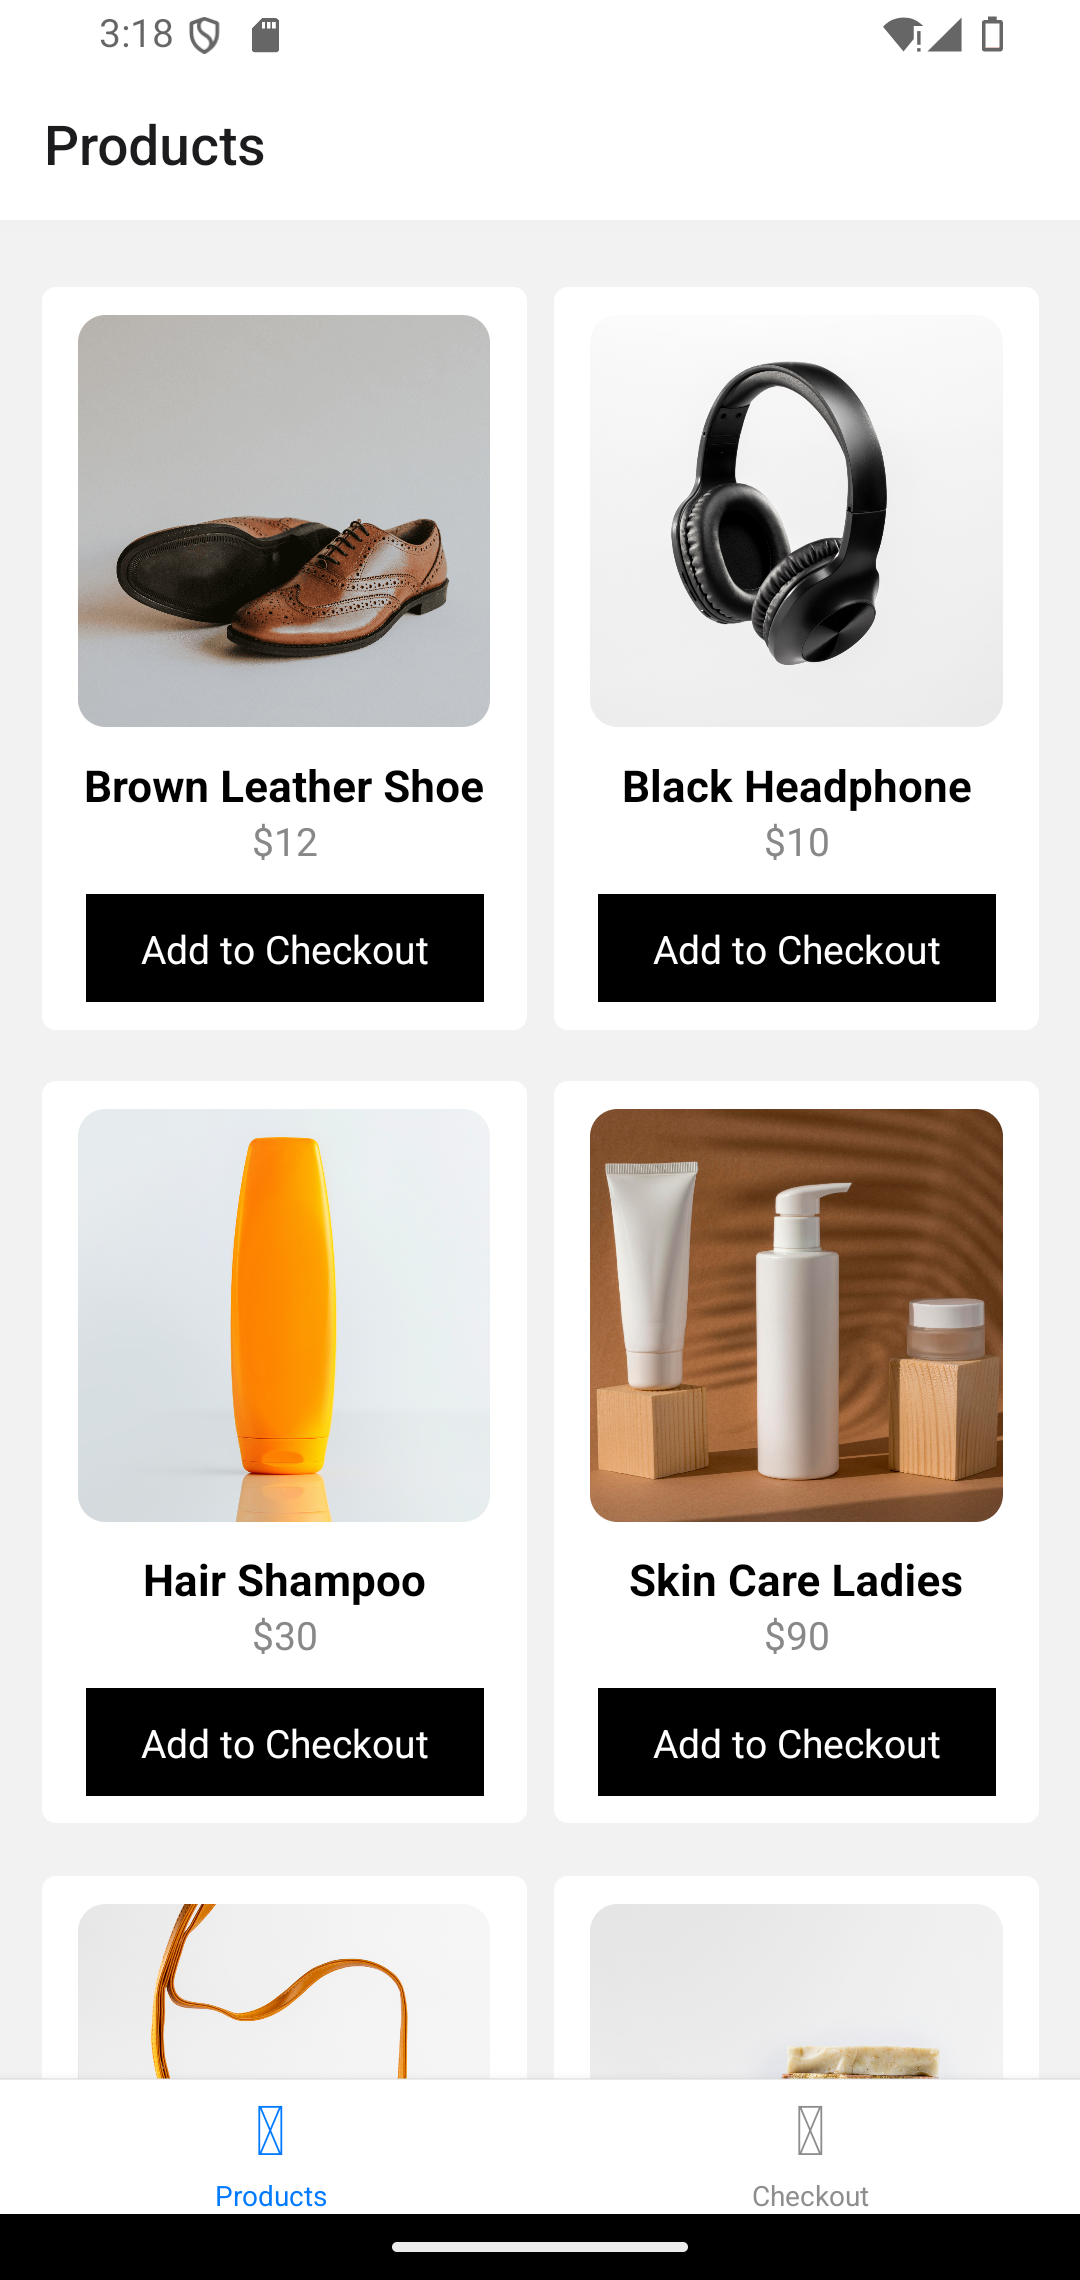 3:18
Products
Brown Leather Shoe
$12
Add to Checkout
Black Headphone
$10
Add to Checkout
Hair Shampoo
$30
Add to Checkout
Skin Care Ladies
$90
Add to Checkout
Products
Checkout